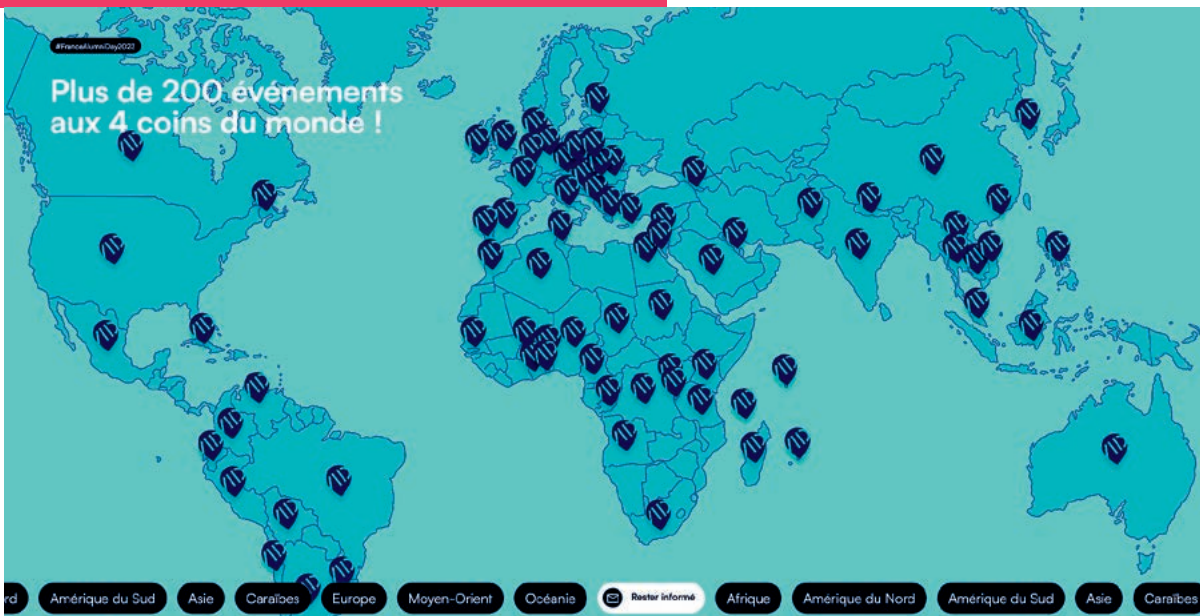 #FranceAlumniDay2022
Plus de 200 événements
aux 4 coins du monde !
rd
Amérique du Sud
Asie
Caraïbes
Europe
Moyen-Orient
Océanie
Rester informé
Afrique
Amérique du Nord
Amérique du Sud
Asie
Caraïbes